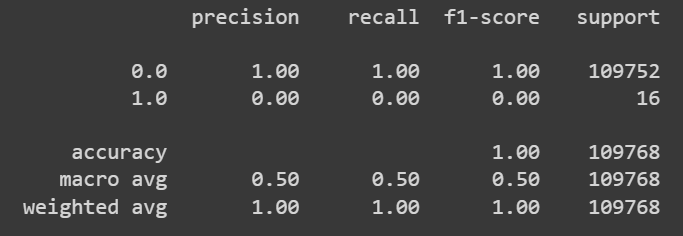 precision recall f1-score support
0.0 1.00 1.00 1.00 109752
1.0 0.00 0.00 0.00 16
accuracy 1.00 109768
macro avg 0.50 0.50 0.50 109768
weighted avg 1.00 1.00 1.00 109768